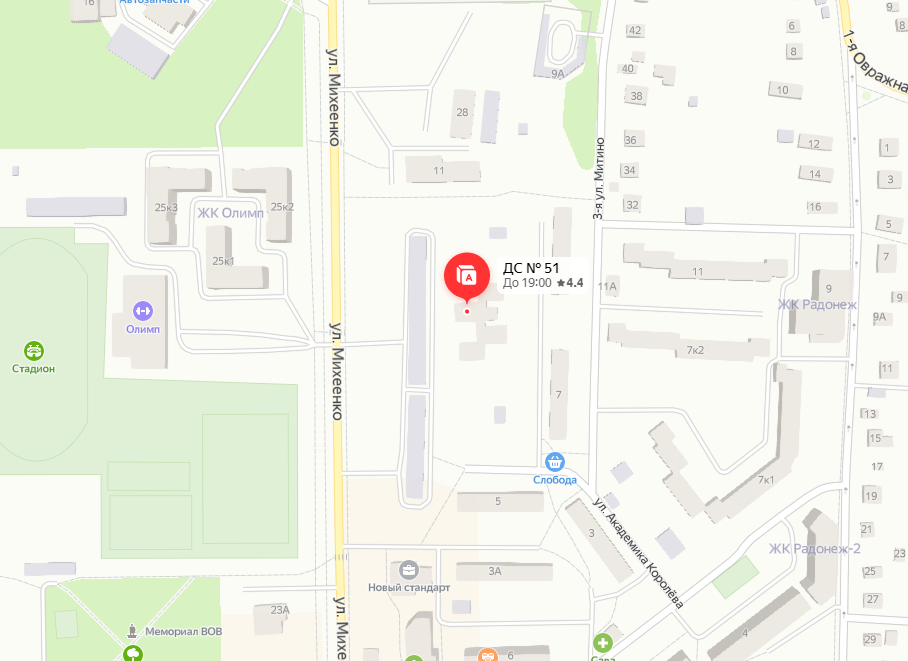 16
Автозапчасти
ул. Михеенко
42
6
9
8
8
1-я Овражна
9А
40
38
10
28
36
12
1
11
3-я ул. Митино
34
14
3
25к3
ЖК Олимп
25к2
32
16
5
25к1
ДС № 51
До 19:00 ★4.4
11
7
11А
9
9
ЖК Радонеж
9А
Олимп
ул. Михеенко
7к2
Стадион
11
7
13
15
17
Слобода
7к1
19
5
ул. Академика Королёва
3
21
ЖК Радонеж-2
23
3А
25
Новый стандарт
27
23А
ул. Михе
Мемориал ВОВ
4
29
6